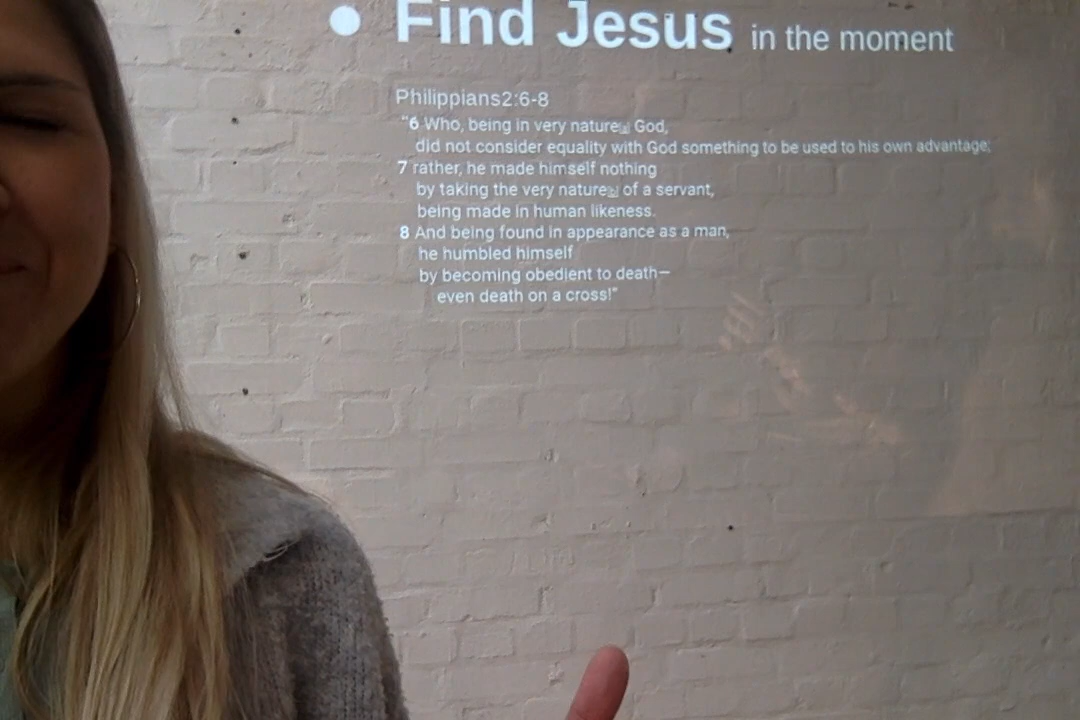 • Find Jesus in the moment
Philippians2:6-8
"6 Who, being in very nature God,
did not consider equality with God something to be used to his own advantage;
7 rather, he made himself nothing
by taking the very nature of a servant,
being made in human likeness.
8 And being found in appearance as a man,
he humbled himself
by becoming obedient to death—
even death on a cross!"